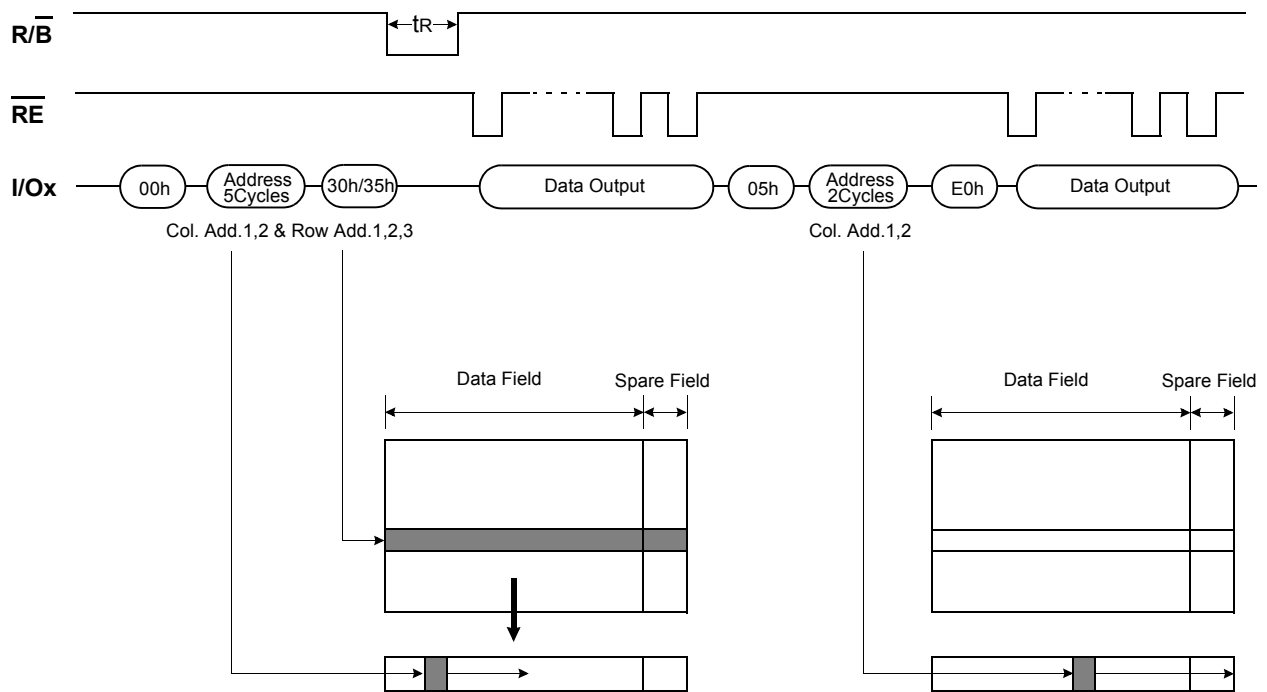 R/B̅
tR
R̅E̅
I/Ox
00h
Address
5Cycles
30h/35h
Data Output
05h
Address
2Cycles
E0h
Data Output
Col. Add.1,2 & Row Add.1,2,3
Col. Add.1,2
Data Field
Spare Field
Data Field
Spare Field